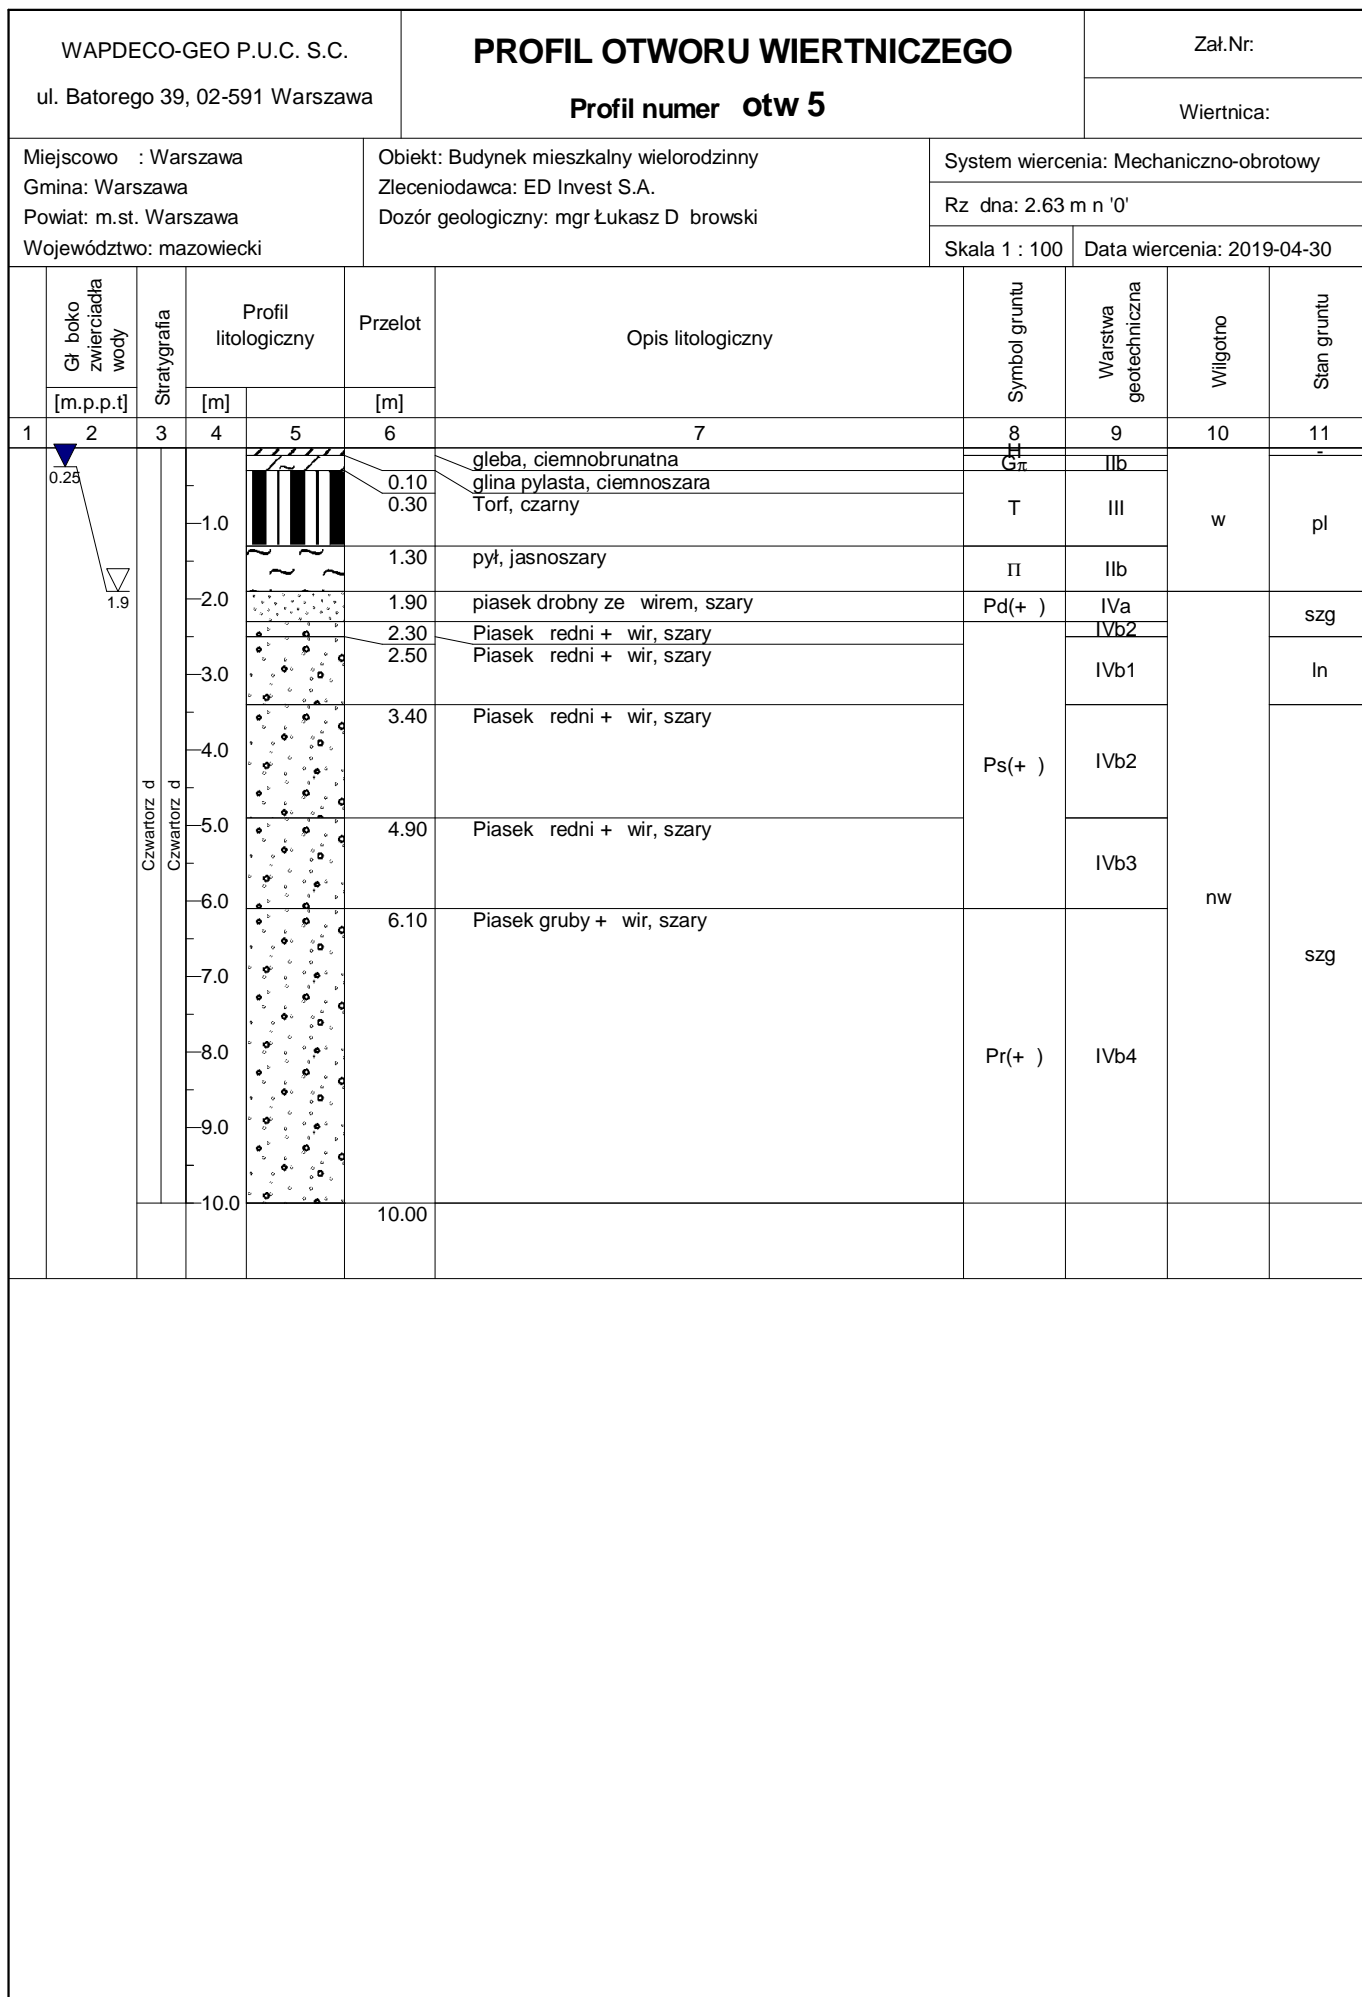 WAPDECO-GEO P.U.C. S.C.
ul. Batorego 39, 02-591 Warszawa
PROFIL OTWORU WIERTNICZEGO
Profil numer otw 5
Zał.Nr:
Wiertnica:
Miejscowo : Warszawa
Gmina: Warszawa
Powiat: m.st. Warszawa
Województwo: mazowiecki
Obiekt: Budynek mieszkalny wielorodzinny
Zleceniodawca: ED Invest S.A.
Dozór geologiczny: mgr Łukasz D browski
System wiercenia: Mechaniczno-obrotowy
Rz dna: 2.63 m n '0'
Skala 1 : 100
Data wiercenia: 2019-04-30
Gł boko
zwierciadła
wody
[m.p.p.t]
Stratygrafia
Profil
litologiczny
[m]
Przelot
[m]
Opis litologiczny
Symbol gruntu
Warstwa
geotechniczna
Wilgotno
Stan gruntu
1 2 3 4 5 6 7 8 9 10 11
gleba, ciemnobrunatna H -
0.25 0.10 glina pylasta, ciemnoszara Gπ IIb
0.30 Torf, czarny T III
1.0 w pl
1.30 pył, jasnoszary Π IIb
1.9 2.0 1.90 piasek drobny ze wirem, szary Pd(+ ) IVa szg
2.30 Piasek redni + wir, szary IVb2
2.50 Piasek redni + wir, szary IVb1 ln
3.0
3.40 Piasek redni + wir, szary
4.0 Ps(+ ) IVb2
Czwartorz d
Czwartorz d
5.0 4.90 Piasek redni + wir, szary
IVb3
6.0 nw
6.10 Piasek gruby + wir, szary
szg
7.0
8.0 Pr(+ ) IVb4
9.0
10.0
10.00